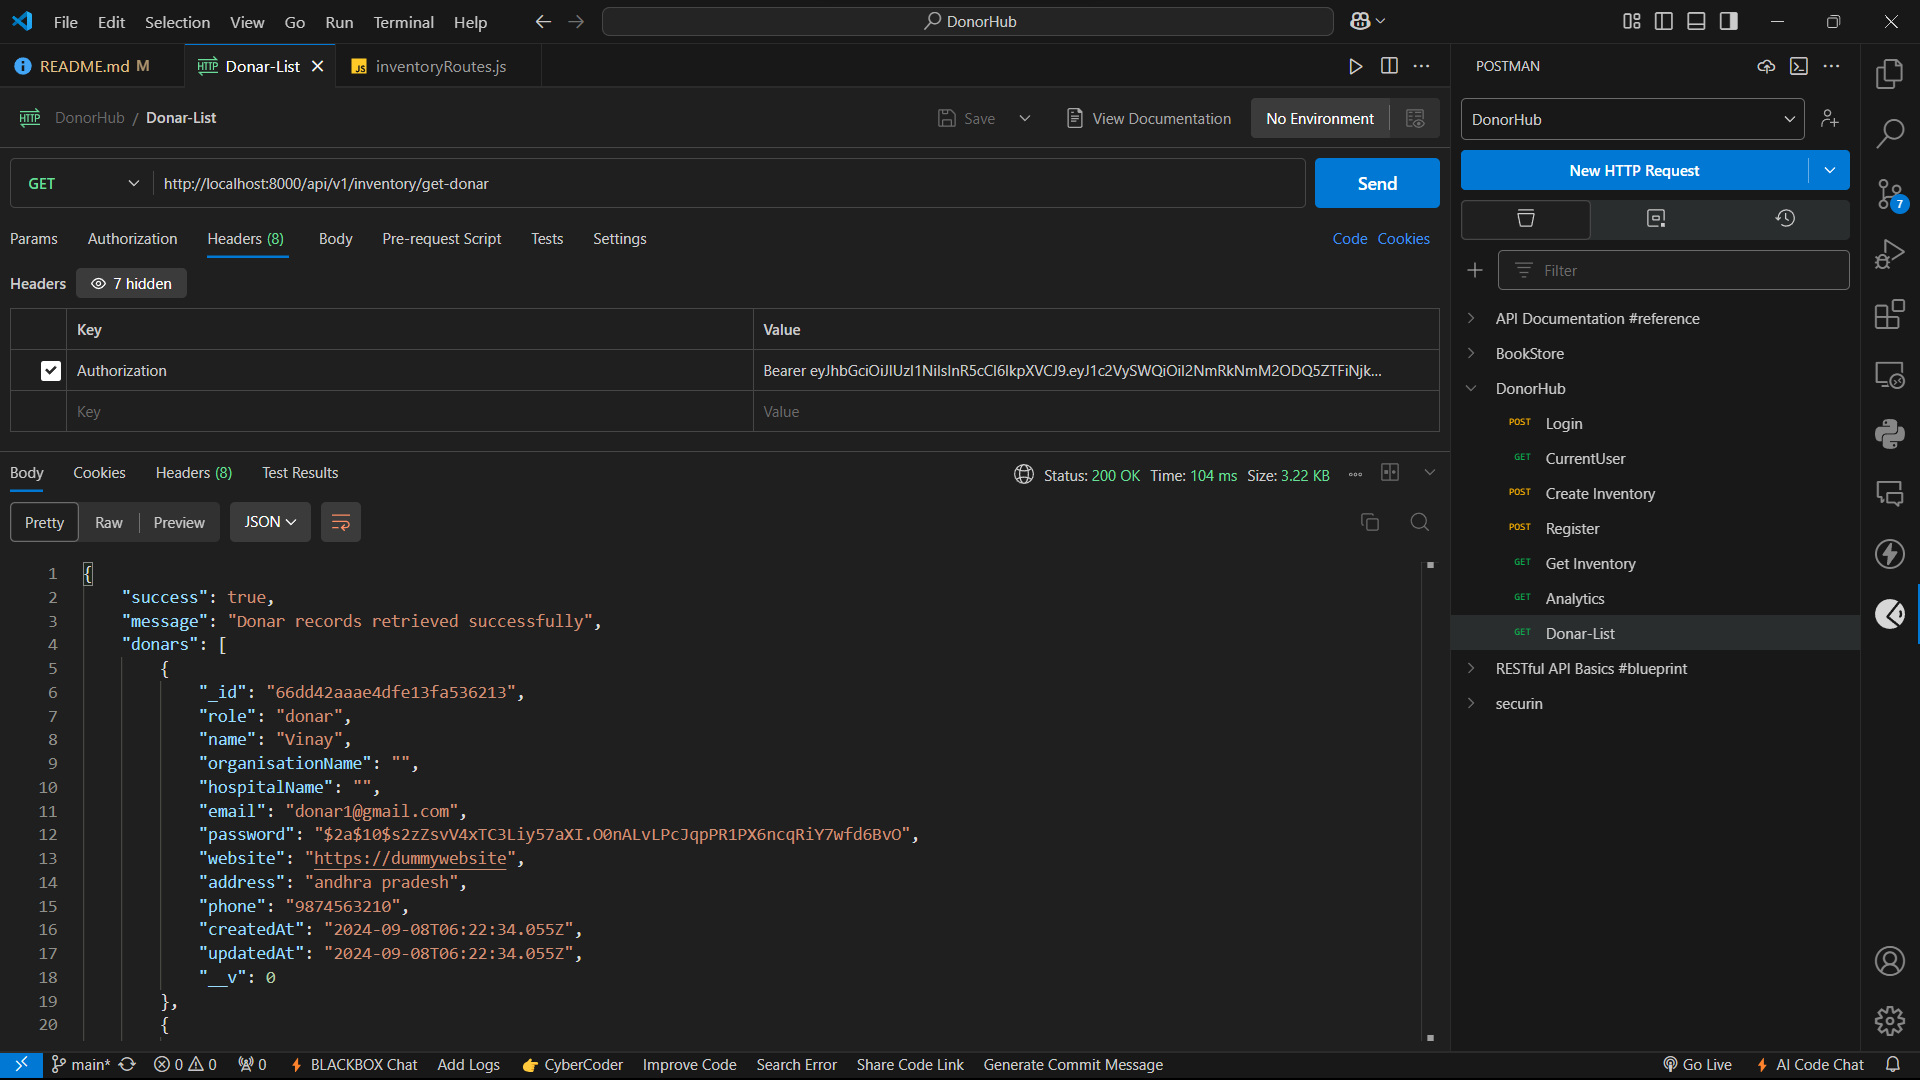 File Edit Selection View Go Run Terminal Help
DonorHub
README.md M
Donar-List
JS inventoryRoutes.js
HTTP DonorHub / Donar-List
Save
View Documentation
No Environment
GET
http://localhost:8000/api/v1/inventory/get-donar
Send
Params Authorization Headers (8) Body Pre-request Script Tests Settings
Code Cookies
Headers 7 hidden
Key Value
Authorization
Key Value
Body Cookies Headers (8) Test Results
Status: 200 OK Time: 104 ms Size: 3.22 KB
Pretty Raw Preview JSON
1 {
2 "success": true,
3 "message": "Donar records retrieved successfully",
4 "donars": [
5 {
6 "_id": "66dd42aaae4dfe13fa536213",
7 "role": "donar",
8 "name": "Vinay",
9 "organisationName": "",
10 "hospitalName": "",
11 "email": "donar1@gmail.com",
12 "password": "$2a$10$s2zZsvV4xTC3Liy57aXI.O0nALvLPcJqpPR1PX6ncqRiY7wfd6BvO",
13 "website": "https://dummywebsite",
14 "address": "andhra pradesh",
15 "phone": "9874563210",
16 "createdAt": "2024-09-08T06:22:34.055Z",
17 "updatedAt": "2024-09-08T06:22:34.055Z",
18 "__v": 0
19 },
20 {
POSTMAN
DonorHub
New HTTP Request
Filter
API Documentation #reference
BookStore
DonorHub
POST Login
GET CurrentUser
POST Create Inventory
POST Register
GET Get Inventory
GET Analytics
GET Donar-List
RESTful API Basics #blueprint
securin
7
main* 0 0 0 BLACKBOX Chat Add Logs CyberCoder Improve Code Search Error Share Code Link Generate Commit Message
Go Live AI Code Chat